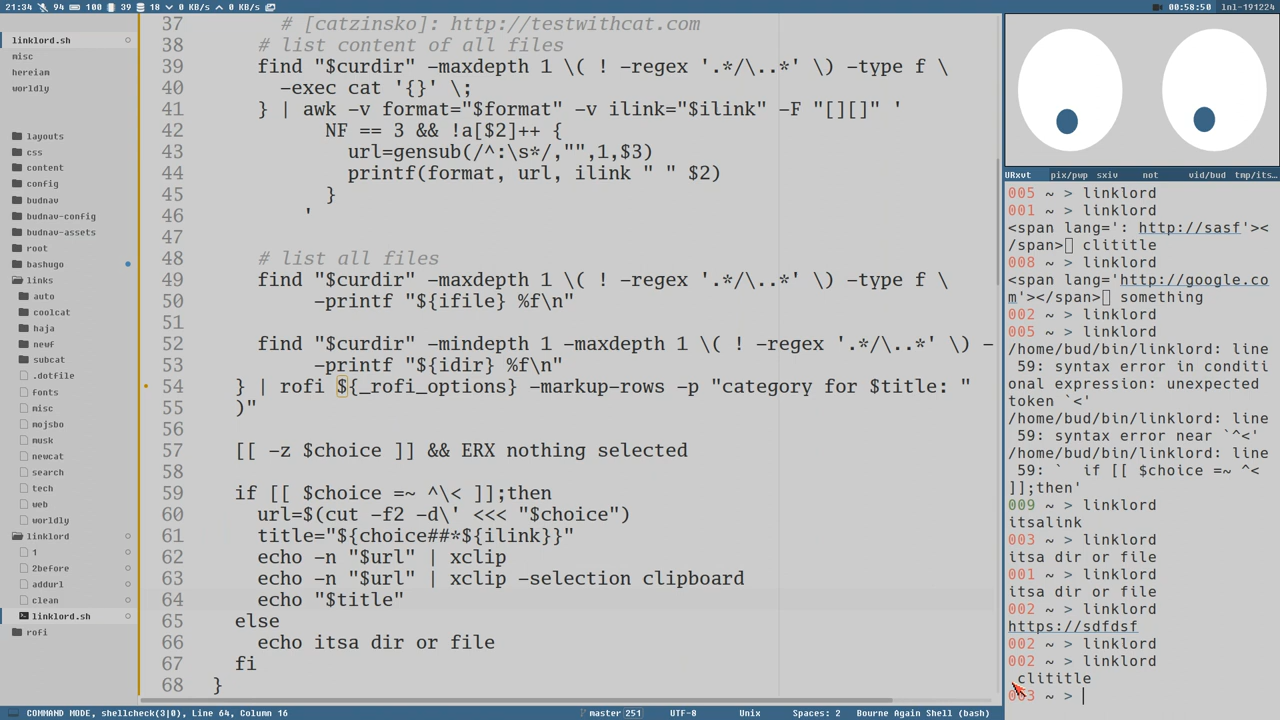 21:34 94 100 39 18 0 KB/s 0 KB/s
00:58:50 lnl-191224
linklord.sh
misc
hereiam
worldly
layouts
css
content
config
budnav
budnav-config
budnav-assets
root
bashugo
links
auto
coolcat
haja
newf
subcat
.dotfile
fonts
misc
mojsbo
musk
newcat
search
tech
web
worldly
linklord
1
2before
addurl
clean
linklord.sh
rofi
37 # [catzinsko]: http://testwithcat.com
38 # list content of all files
39 find "$curdir" -maxdepth 1 \( ! -regex '.*/\..*' \) -type f \
40 -exec cat '{}' \;
41 } | awk -v format="$format" -v ilink="$ilink" -F "[][]" '
42 NF == 3 && !a[$2]++ {
43 url=gensub(/^:\s*/,"",1,$3)
44 printf(format, url, ilink " " $2)
45 }
46 '
47
48 # list all files
49 find "$curdir" -maxdepth 1 \( ! -regex '.*/\..*' \) -type f \
50 -printf "${ifile} %f\n"
51
52 find "$curdir" -mindepth 1 -maxdepth 1 \( ! -regex '.*/\..*' \) -
53 -printf "${idir} %f\n"
54 } | rofi ${_rofi_options} -markup-rows -p "category for $title: "
55 )"
56
57 [[ -z $choice ]] && ERX nothing selected
58
59 if [[ $choice =~ ^\< ]];then
60 url=$(cut -f2 -d\' <<< "$choice")
61 title="${choice##*${ilink}}"
62 echo -n "$url" | xclip
63 echo -n "$url" | xclip -selection clipboard
64 echo "$title"
65 else
66 echo itsa dir or file
67 fi
68 }
URxvt pix/pwp sxiv not vid/bud tmp/its…
005 ~ > linklord
001 ~ > linklord
<span lang=': http://sasf'><
/span> clititle
008 ~ > linklord
<span lang='http://google.co
m'></span> something
002 ~ > linklord
005 ~ > linklord
/home/bud/bin/linklord: line
59: syntax error in conditi
onal expression: unexpected
token `<'
/home/bud/bin/linklord: line
59: syntax error near `^<'
/home/bud/bin/linklord: line
59: ` if [[ $choice =~ ^<
]];then'
009 ~ > linklord
itsalink
003 ~ > linklord
itsa dir or file
001 ~ > linklord
itsa dir or file
002 ~ > linklord
https://sdfdsf
002 ~ > linklord
002 ~ > linklord
clititle
003 ~ >
COMMAND MODE, shellcheck(3|0), Line 64, Column 16 master 251 UTF-8 Unix Spaces: 2 Bourne Again Shell (bash)